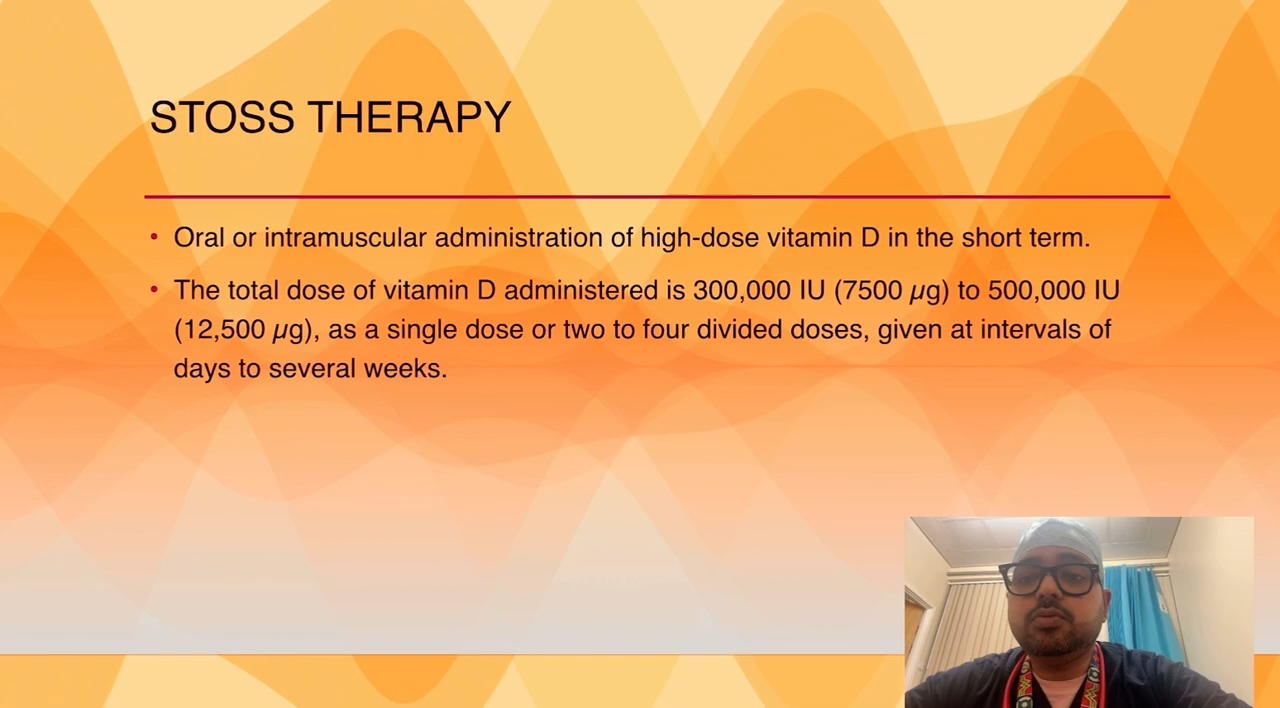 STOSS THERAPY
• Oral or intramuscular administration of high-dose vitamin D in the short term.
• The total dose of vitamin D administered is 300,000 IU (7500 μg) to 500,000 IU
(12,500 μg), as a single dose or two to four divided doses, given at intervals of
days to several weeks.